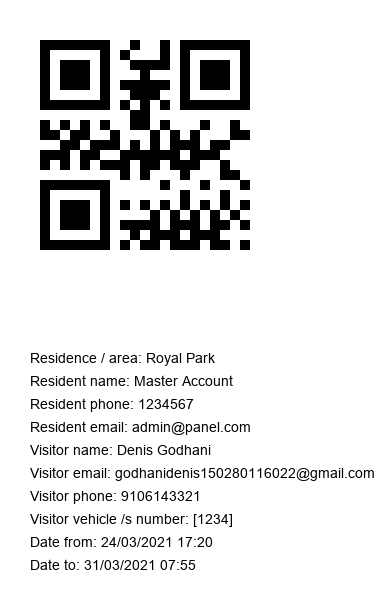 Residence / area: Royal Park
Resident name: Master Account
Resident phone: 1234567
Resident email: admin@panel.com
Visitor name: Denis Godhani
Visitor email: godhanidenis150280116022@gmail.com
Visitor phone: 9106143321
Visitor vehicle /s number: [1234]
Date from: 24/03/2021 17:20
Date to: 31/03/2021 07:55